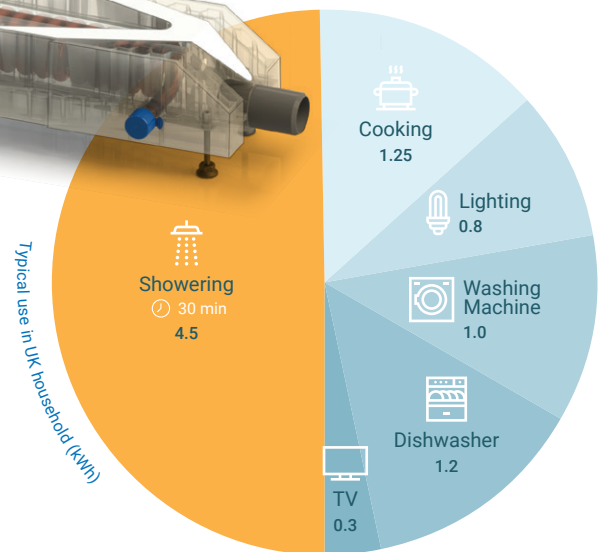 Cooking
1.25
Lighting
0.8
Washing
Machine
1.0
Showering
30 min
4.5
Dishwasher
1.2
TV
0.3
Typical use in UK household (kWh)